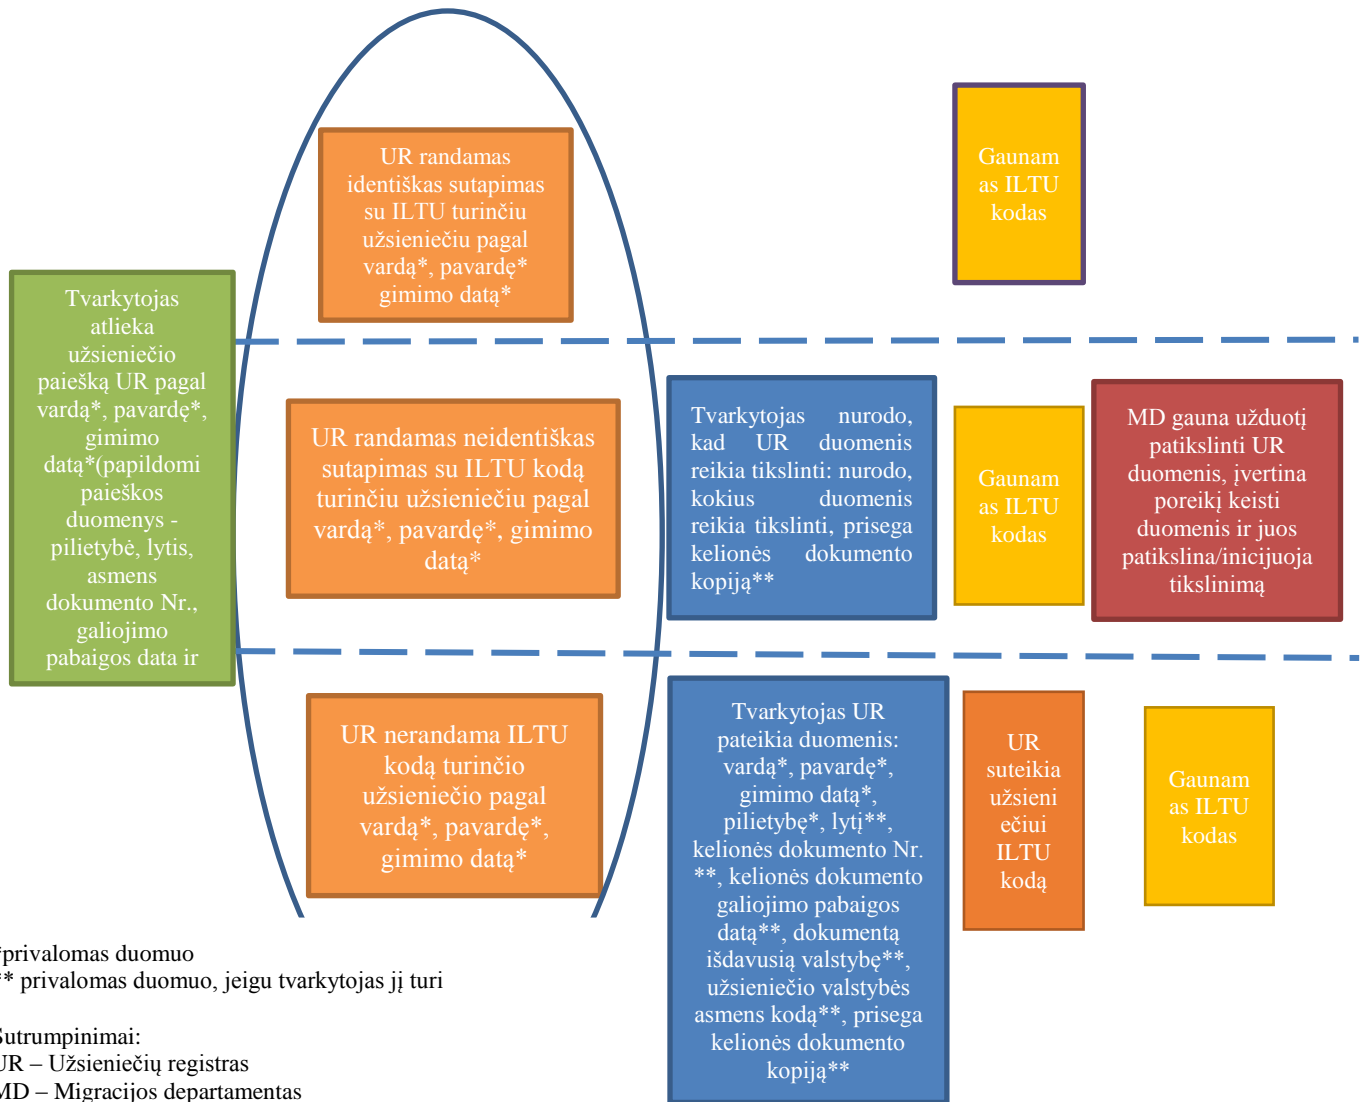 UR randamas
identiškas sutapimas
su ILTU turinčiu
užsieniečiu pagal
vardą*, pavardę*
gimimo datą*
Gaunam
as ILTU
kodas
Tvarkytojas
atlieka
užsieniečio
paiešką UR pagal
vardą*, pavardę*,
gimimo
datą*(papildomi
paieškos
duomenys -
pilietybė, lytis,
asmens
dokumento Nr.,
galiojimo
pabaigos data ir
UR randamas neidentiškas
sutapimas su ILTU kodą
turinčiu užsieniečiu pagal
vardą*, pavardę*, gimimo
datą*
Tvarkytojas nurodo,
kad UR duomenis
reikia tikslinti: nurodo,
kokius duomenis
reikia tikslinti, prisega
kelionės dokumento
kopiją**
Gaunam
as ILTU
kodas
MD gauna užduotį
patikslinti UR
duomenis, įvertina
poreikį keisti
duomenis ir juos
patikslina/inicijuoja
tikslinimą
UR nerandama ILTU
kodą turinčio
užsieniečio pagal
vardą*, pavardę*,
gimimo datą*
Tvarkytojas UR
pateikia duomenis:
vardą*, pavardę*,
gimimo datą*,
pilietybę*, lytį**,
kelionės dokumento Nr.
**, kelionės dokumento
galiojimo pabaigos
datą**, dokumentą
išdavusią valstybę**,
užsieniečio valstybės
asmens kodą**, prisega
kelionės dokumento
kopiją**
UR
suteikia
užsieni
ečiui
ILTU
kodą
Gaunam
as ILTU
kodas
*privalomas duomuo
** privalomas duomuo, jeigu tvarkytojas jį turi
Sutrumpinimai:
UR – Užsieniečių registras
MD – Migracijos departamentas